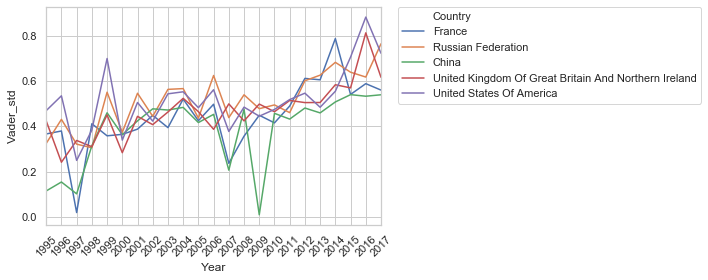 Country
France
Russian Federation
China
United Kingdom Of Great Britain And Northern Ireland
United States Of America
Vader_std
0.8
0.6
0.4
0.2
0.0
1995 1996 1997 1998 1999 2000 2001 2002 2003 2004 2005 2006 2007 2008 2009 2010 2011 2012 2013 2014 2015 2016 2017
Year